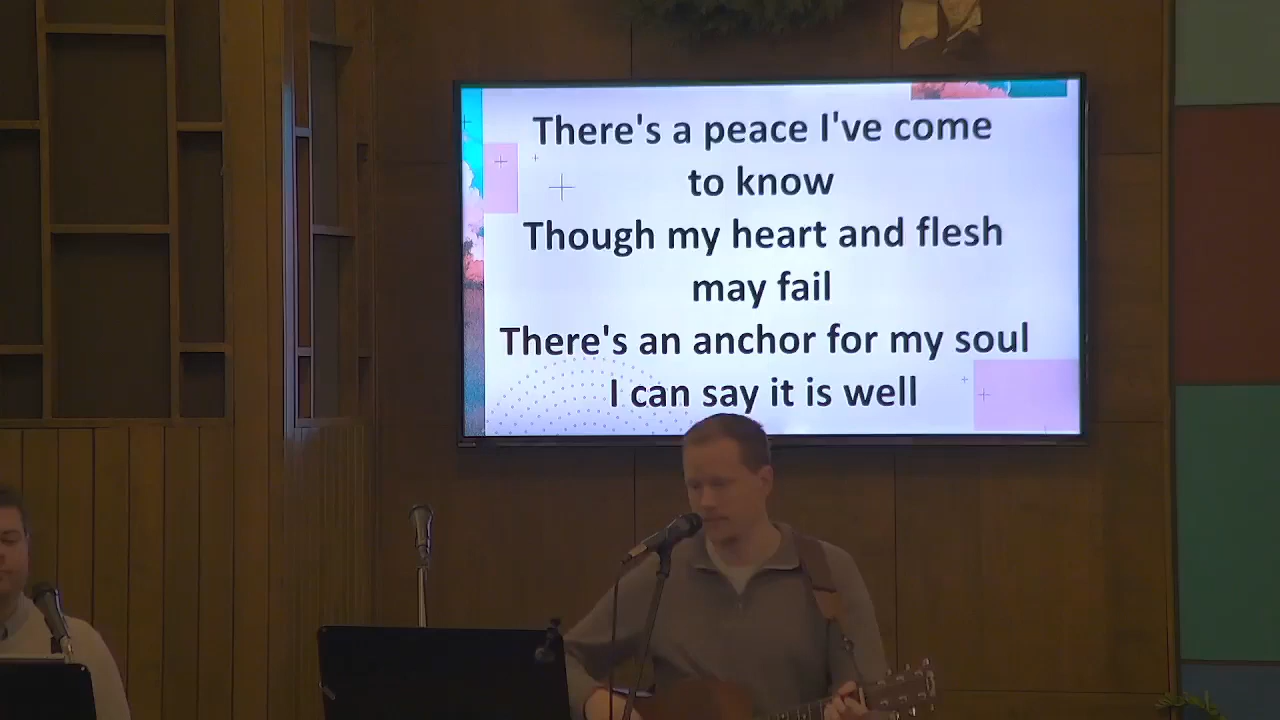 There's a peace I've come
to know
Though my heart and flesh
may fail
There's an anchor for my soul
I can say it is well